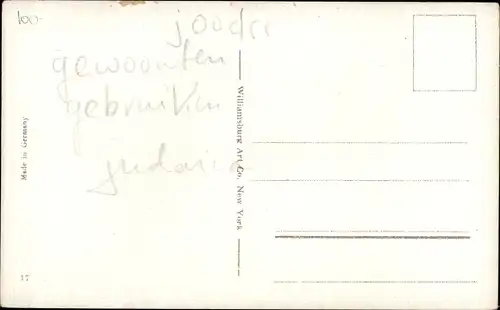 100-
joodse
gewoonten
gebruiken
judaica
Williamsburg Art Co. New York
Made in Germany
17